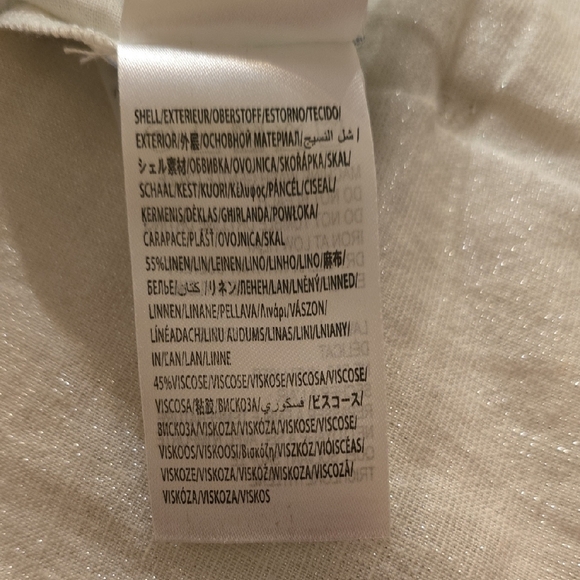 SHELL/EXTERIEUR/OBERSTOFF/ESTORNO/TECIDO/
EXTERIOR/外层/ОСНОВНОЙ МАТЕРИАЛ/شل النسيج/
シェル素材/ОБВИВКА/OVOJNICA/SKOŘÁPKA/SKAL/
SCHAAL/KEST/KUORI/Κέλυφος/PÁNCÉL/CISEAL/
KERMENIS/DĖKLAS/GHIRLANDA/POWŁOKA/
CARAPACE/PLÁŠŤ/OVOJNICA/SKAL
55%LINEN/LIN/LEINEN/LINO/LINHO/LINO/麻布/
БЕЛЬЕ/كتان/リネン/ЛЕНЕН/LAN/LNĚNÝ/LINNED/
LINNEN/LINANE/PELLAVA/Λινάρι/VÁSZON/
LÍNÉADACH/LINU AUDUMS/LINAS/LINI/LNIANY/
IN/ĽAN/LAN/LINNE
45%VISCOSE/VISCOSE/VISKOSE/VISCOSA/VISCOSE/
VISCOSA/粘胶/ВИСКОЗА/فسكوزي/ビスコース/
ВИСКОЗА/VISKOZA/VISKÓZA/VISKOSE/VISCOSE/
VISKOOS/VISKOOSI/Βισκόζη/VISZKÓZ/VIÓISCÉAS/
VISKOZE/VISKOZA/VISKOŻ/WISKOZA/VISCOZĂ/
VISKÓZA/VISKOZA/VISKOS